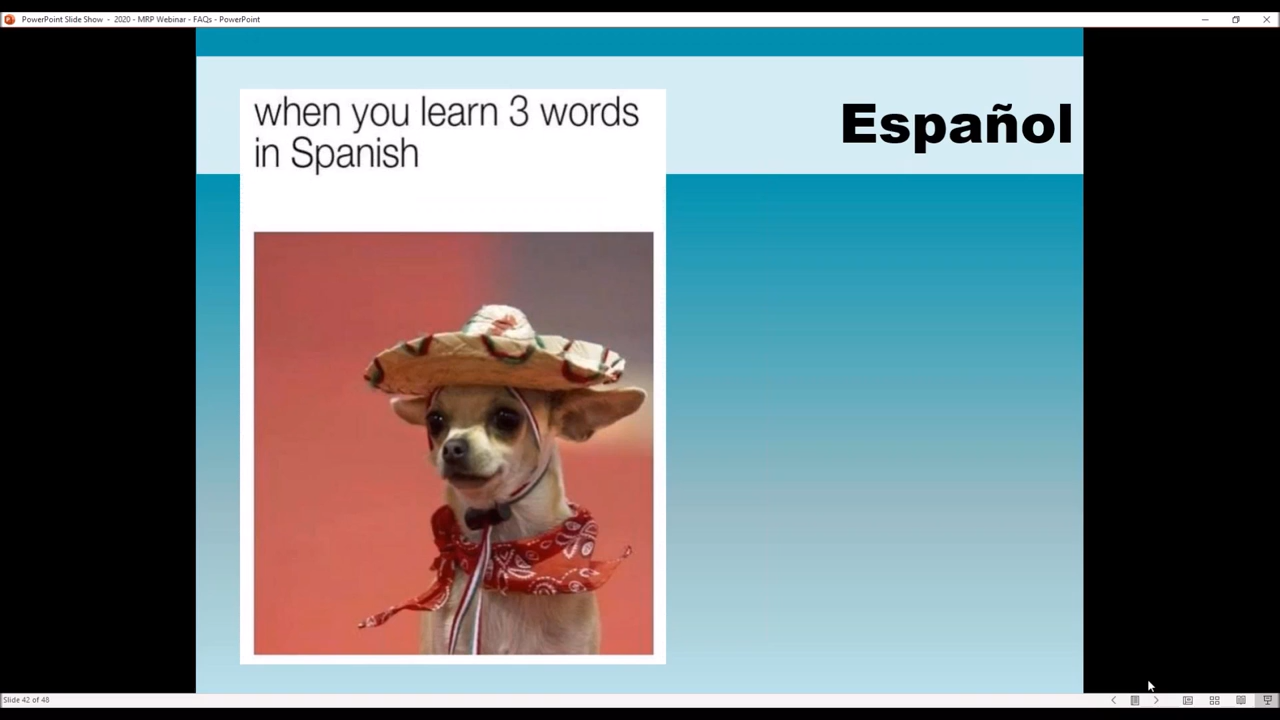 PowerPoint Slide Show - 2020 - MRP Webinar - FAQs - PowerPoint
when you learn 3 words
in Spanish
Español
Slide 42 of 48